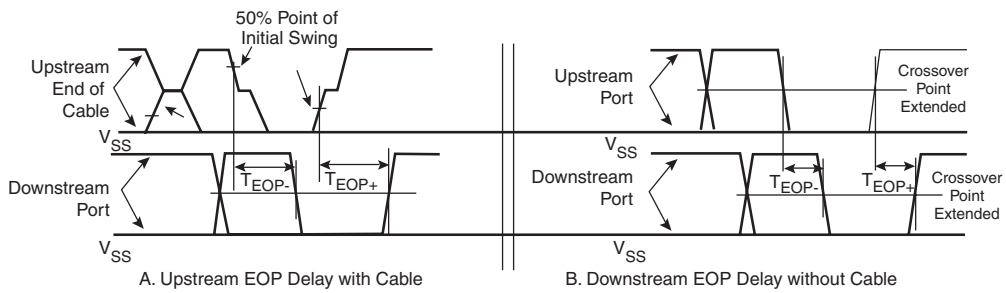 50% Point of
Initial Swing
Upstream
End of
Cable
VSS
Downstream
Port
TEOP-
TEOP+
VSS
A. Upstream EOP Delay with Cable
Upstream
Port
Crossover
Point
Extended
VSS
Downstream
Port
TEOP-
TEOP+
Crossover
Point
Extended
VSS
B. Downstream EOP Delay without Cable